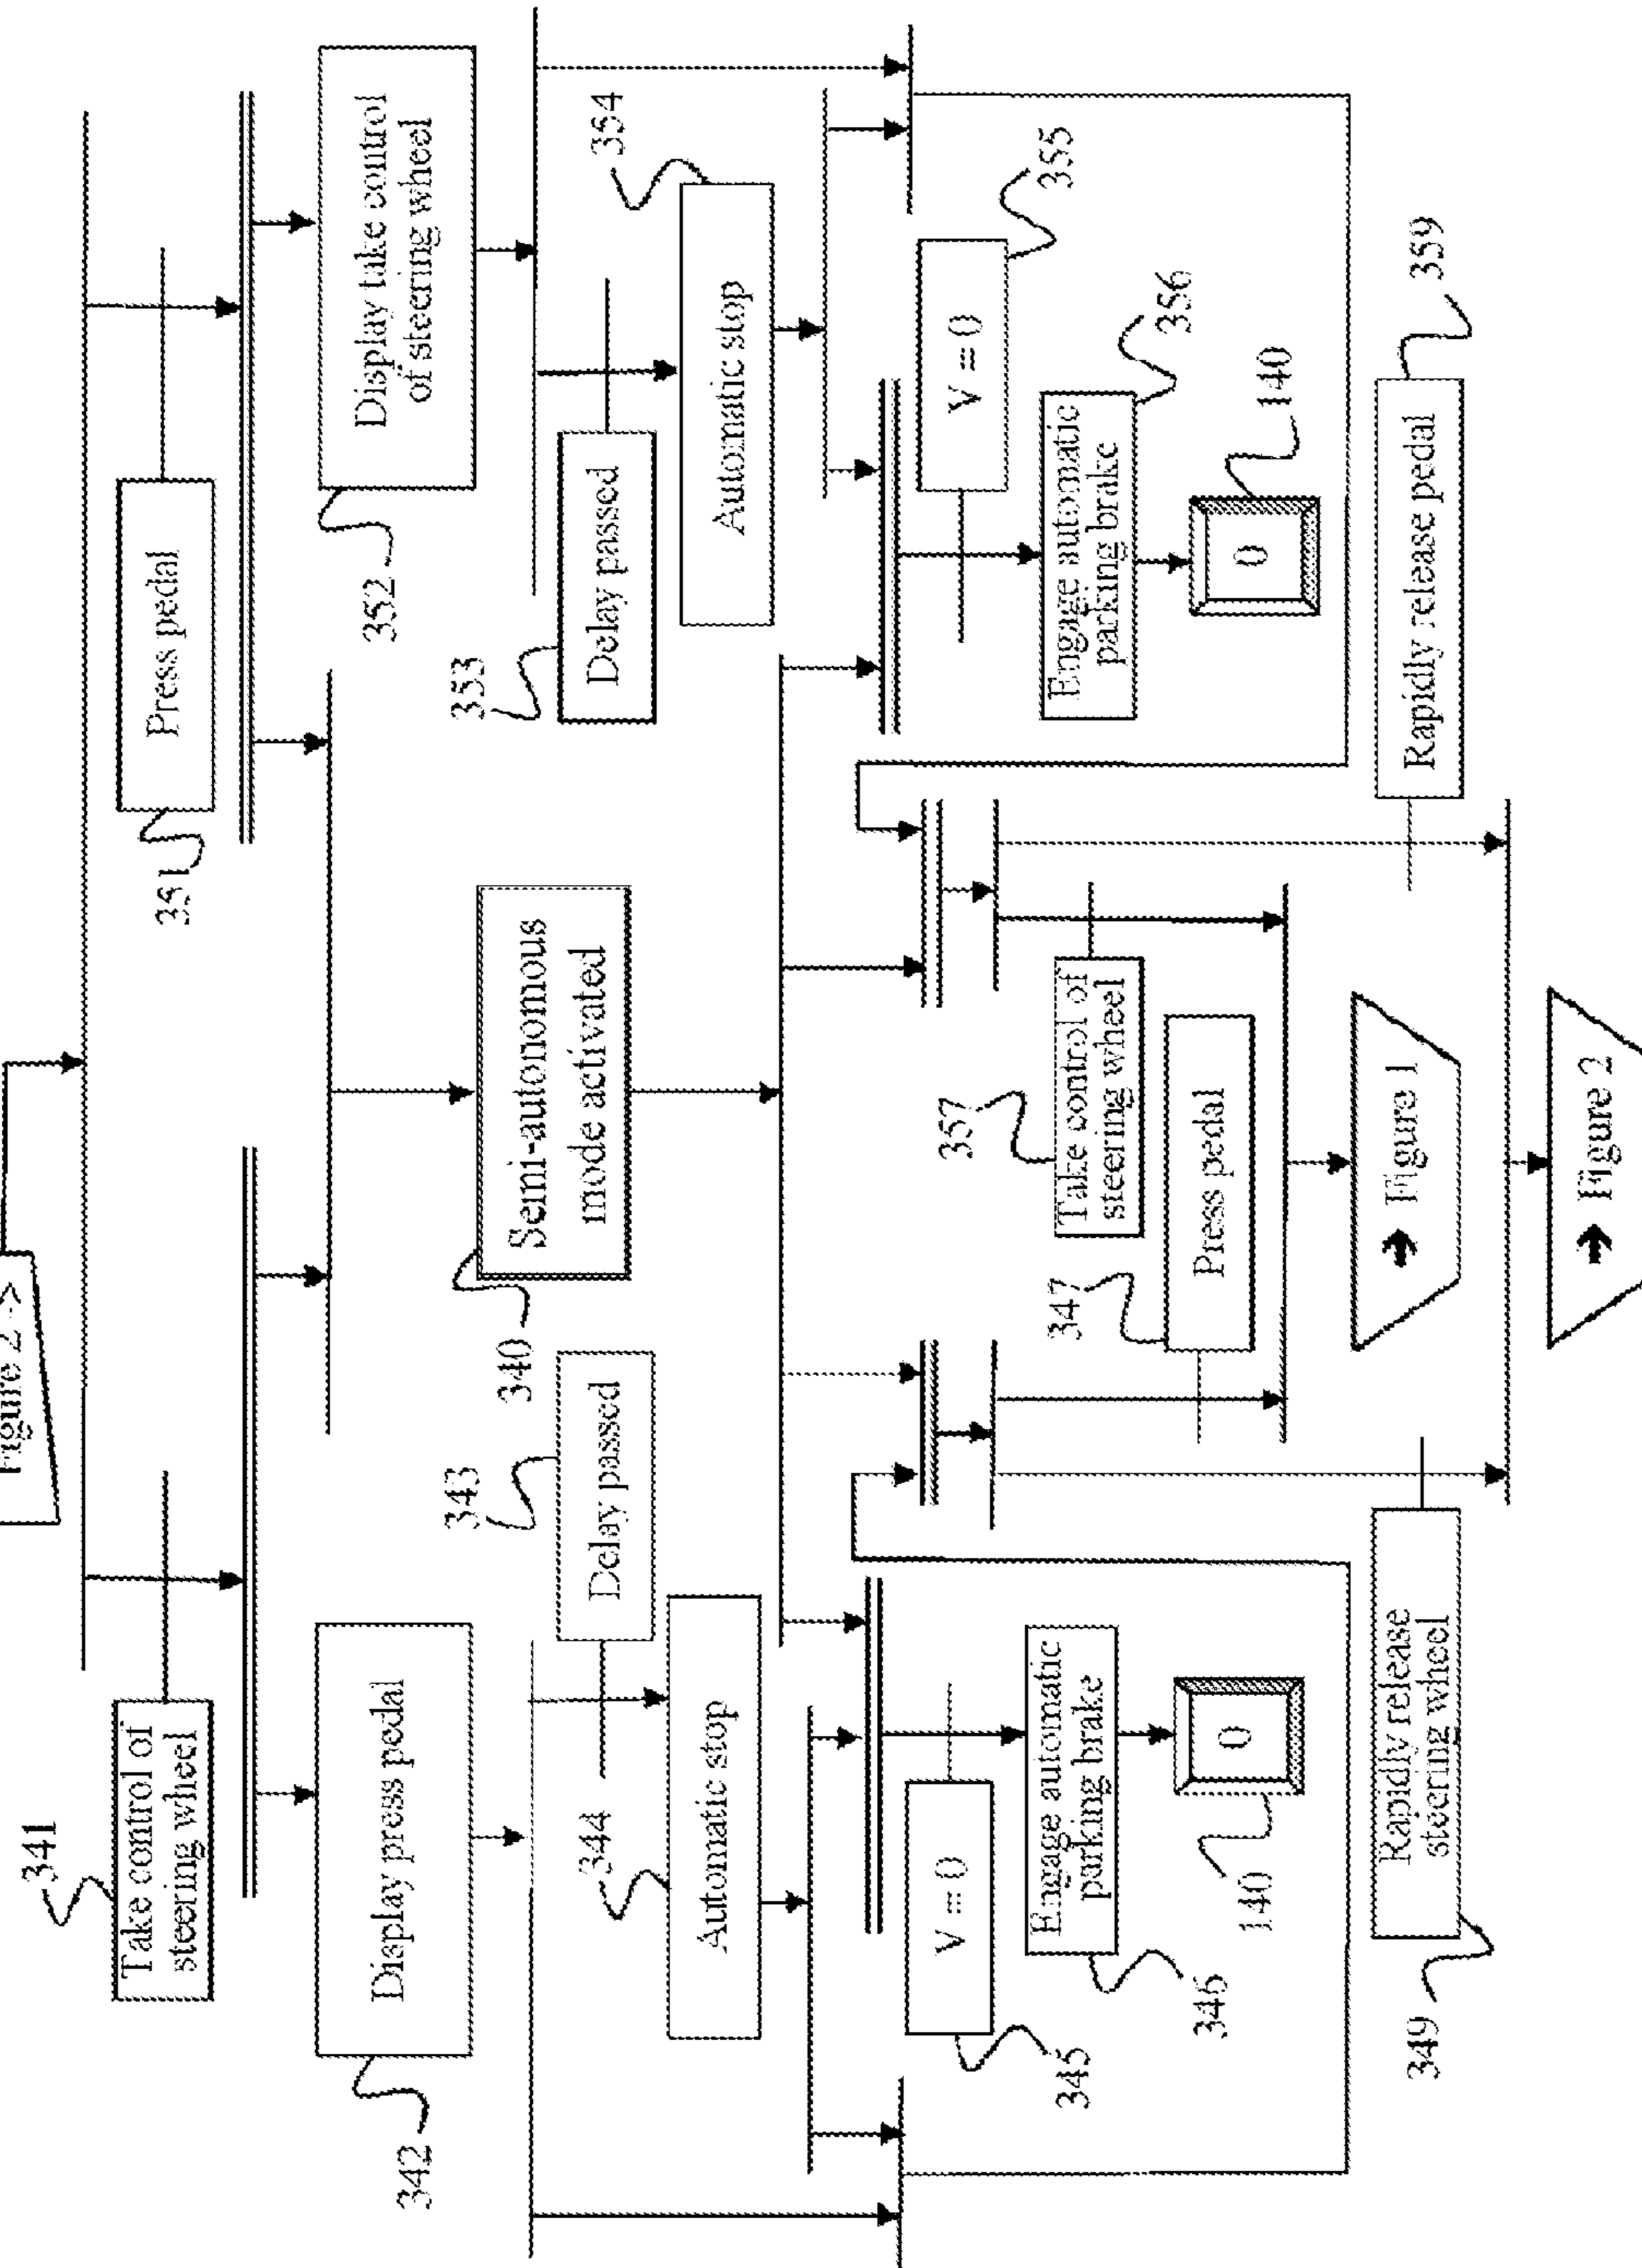 Figure 2 ->
341
Take control of
steering wheel
Press pedal
351
Display press pedal
342
Display take control
of steering wheel
352
343
353
340
Semi-autonomous
mode activated
Delay passed
Delay passed
344
354
Automatic stop
Automatic stop
V = 0
345
V = 0
355
Engage automatic
parking brake
346
347
357
Take control of
steering wheel
Engage automatic
parking brake
356
Press pedal
0
140
0
140
➔ Figure 1
349
Rapidly release
steering wheel
Rapidly release pedal
359
➔ Figure 2